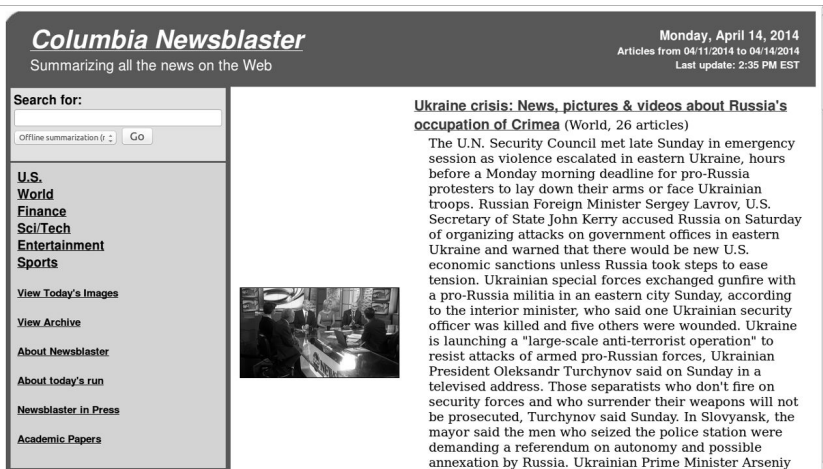 Columbia Newsblaster
Summarizing all the news on the Web
Monday, April 14, 2014
Articles from 04/11/2014 to 04/14/2014
Last update: 2:35 PM EST
Search for:
Offline summarization (r
Go
U.S.
World
Finance
Sci/Tech
Entertainment
Sports
View Today's Images
View Archive
About Newsblaster
About today's run
Newsblaster in Press
Academic Papers
Ukraine crisis: News, pictures & videos about Russia's
occupation of Crimea (World, 26 articles)
The U.N. Security Council met late Sunday in emergency
session as violence escalated in eastern Ukraine, hours
before a Monday morning deadline for pro-Russia
protesters to lay down their arms or face Ukrainian
troops. Russian Foreign Minister Sergey Lavrov, U.S.
Secretary of State John Kerry accused Russia on Saturday
of organizing attacks on government offices in eastern
Ukraine and warned that there would be new U.S.
economic sanctions unless Russia took steps to ease
tension. Ukrainian special forces exchanged gunfire with
a pro-Russia militia in an eastern city Sunday, according
to the interior minister, who said one Ukrainian security
officer was killed and five others were wounded. Ukraine
is launching a "large-scale anti-terrorist operation" to
resist attacks of armed pro-Russian forces, Ukrainian
President Oleksandr Turchynov said on Sunday in a
televised address. Those separatists who don't fire on
security forces and who surrender their weapons will not
be prosecuted, Turchynov said Sunday. In Slovyansk, the
mayor said the men who seized the police station were
demanding a referendum on autonomy and possible
annexation by Russia. Ukrainian Prime Minister Arseniy